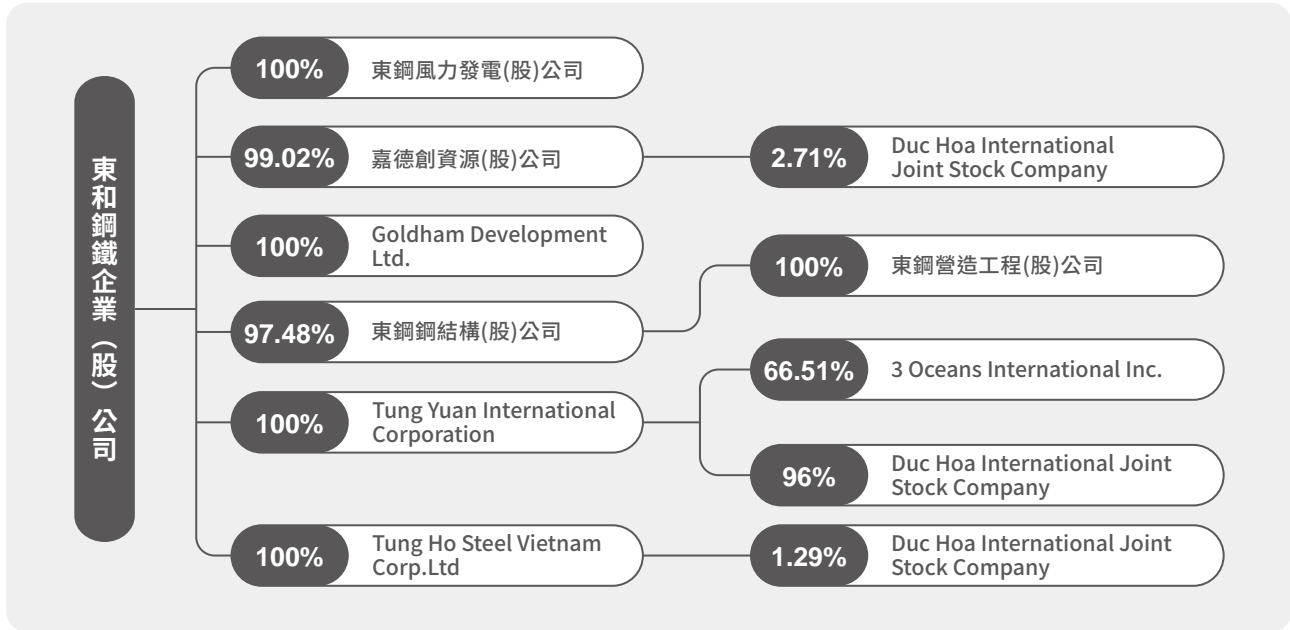 東和鋼鐵企業（股）公司
100%
東鋼風力發電(股)公司
99.02%
嘉德創資源(股)公司
2.71%
Duc Hoa International
Joint Stock Company
100%
Goldham Development
Ltd.
97.48%
東鋼鋼結構(股)公司
100%
東鋼營造工程(股)公司
100%
Tung Yuan International
Corporation
66.51%
3 Oceans International Inc.
96%
Duc Hoa International Joint
Stock Company
100%
Tung Ho Steel Vietnam
Corp.Ltd
1.29%
Duc Hoa International Joint
Stock Company